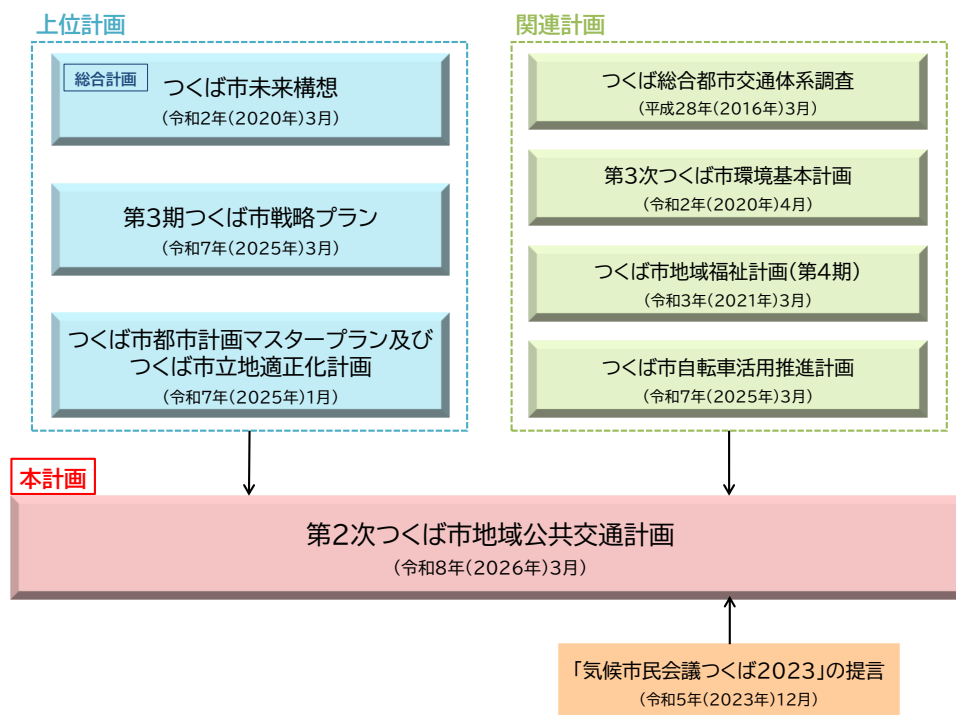 上位計画
総合計画
つくば市未来構想
(令和2年(2020年)3月)
第3期つくば市戦略プラン
(令和7年(2025年)3月)
つくば市都市計画マスタープラン及び
つくば市立地適正化計画
(令和7年(2025年)1月)
関連計画
つくば総合都市交通体系調査
(平成28年(2016年)3月)
第3次つくば市環境基本計画
(令和2年(2020年)4月)
つくば市地域福祉計画(第4期)
(令和3年(2021年)3月)
つくば市自転車活用推進計画
(令和7年(2025年)3月)
本計画
第2次つくば市地域公共交通計画
(令和8年(2026年)3月)
「気候市民会議つくば2023」の提言
(令和5年(2023年)12月)